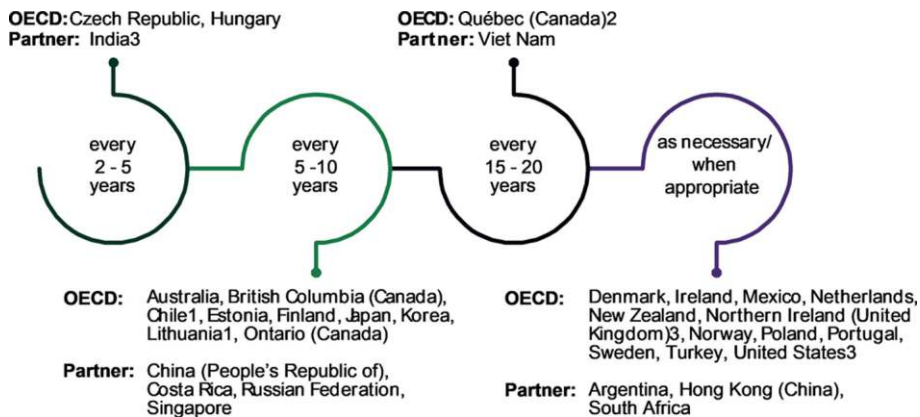 OECD: Czech Republic, Hungary
Partner: India3
OECD: Québec (Canada)2
Partner: Viet Nam
every
2 - 5
years
every
5 -10
years
every
15 - 20
years
as necessary/
when
appropriate
OECD: Australia, British Columbia (Canada),
Chile1, Estonia, Finland, Japan, Korea,
Lithuania1, Ontario (Canada)
Partner: China (People's Republic of),
Costa Rica, Russian Federation,
Singapore
OECD: Denmark, Ireland, Mexico, Netherlands,
New Zealand, Northern Ireland (United
Kingdom)3, Norway, Poland, Portugal,
Sweden, Turkey, United States3
Partner: Argentina, Hong Kong (China),
South Africa